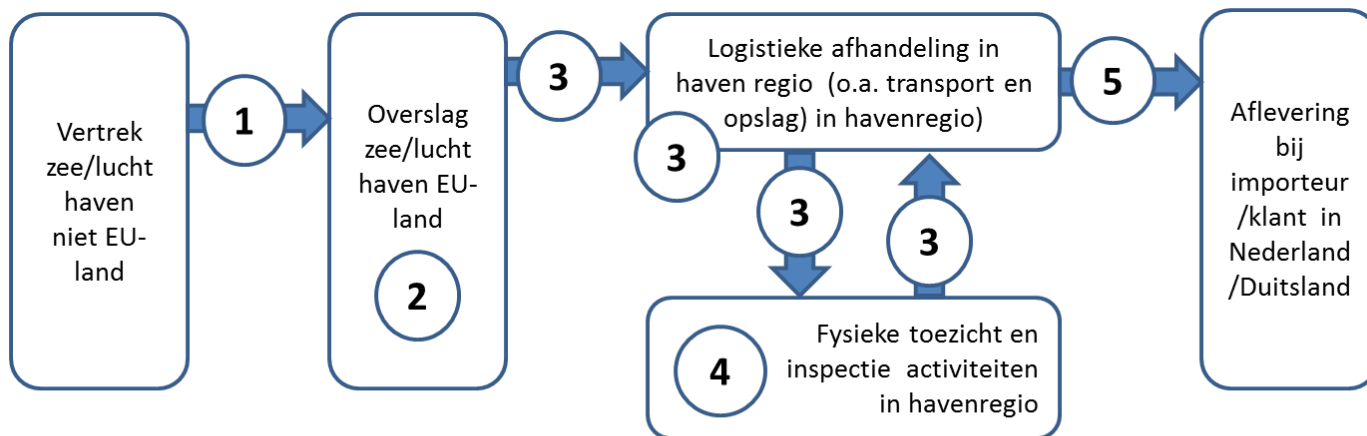 Vertrek
zee/lucht
haven
niet EU-
land
1
Overslag
zee/lucht
haven EU-
land
2
3
Logistieke afhandeling in
haven regio (o.a. transport en
opslag) in havenregio)
3
3
3
4
Fysieke toezicht en
inspectie activiteiten
in havenregio
5
Aflevering
bij
importeur
/klant in
Nederland
/Duitsland